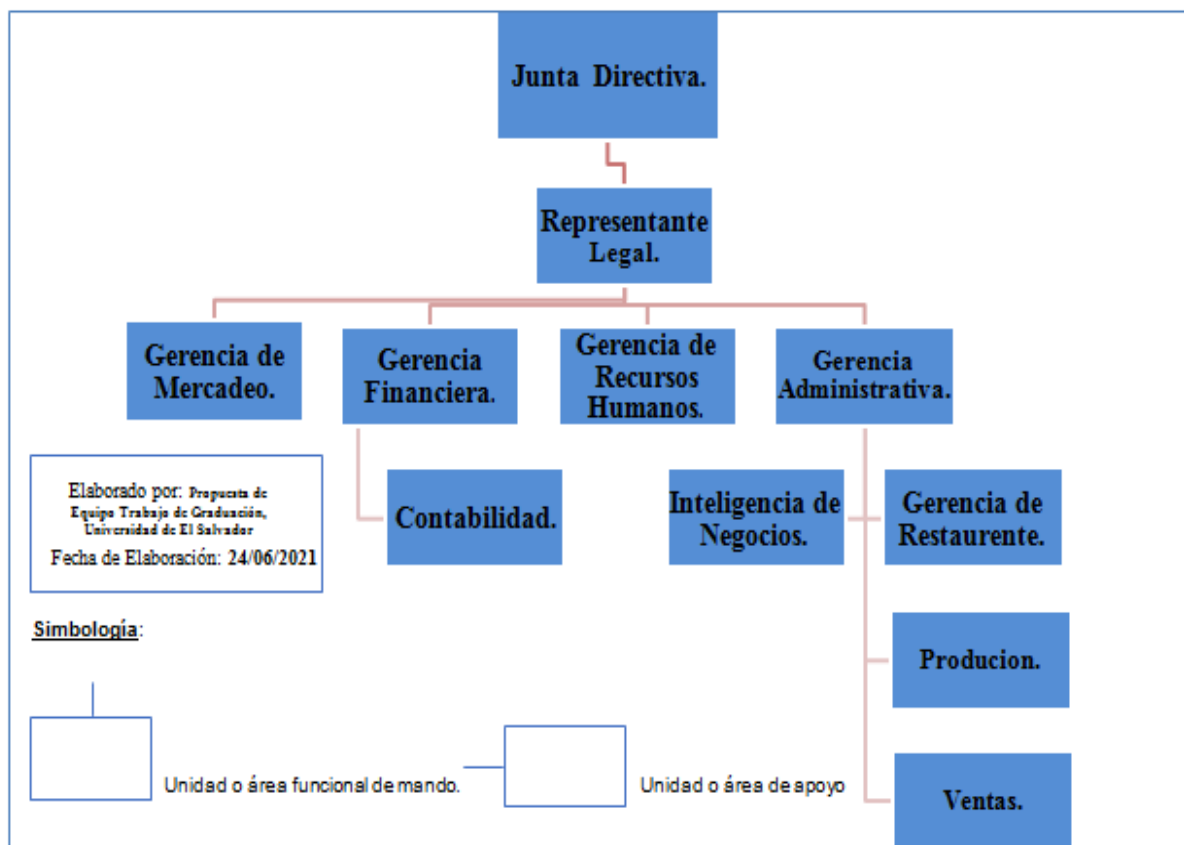 Junta Directiva.
Representante
Legal.
Gerencia de
Mercadeo.
Gerencia
Financiera.
Gerencia de
Recursos
Humanos.
Gerencia
Administrativa.
Contabilidad.
Inteligencia de
Negocios.
Gerencia de
Restaurente.
Producion.
Ventas.
Elaborado por: Propuesta de
Equipo Trabajo de Graduación,
Universidad de El Salvador
Fecha de Elaboración: 24/06/2021
Simbología:
Unidad o área funcional de mando.
Unidad o área de apoyo